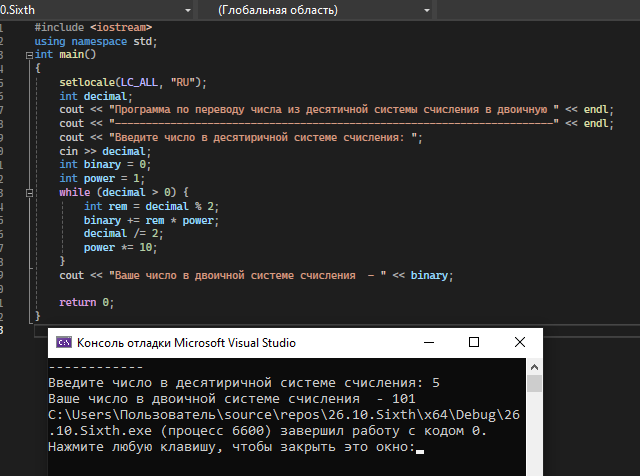 0.Sixth (Глобальная область)
#include <iostream>
using namespace std;
int main()
{
setlocale(LC_ALL, "RU");
int decimal;
cout << "Программа по переводу числа из десятичной системы счисления в двоичную " << endl;
cout << "-------------------------------------------------------------------------" << endl;
cout << "Введите число в десятиричной системе счисления: ";
cin >> decimal;
int binary = 0;
int power = 1;
while (decimal > 0) {
int rem = decimal % 2;
binary += rem * power;
decimal /= 2;
power *= 10;
}
cout << "Ваше число в двоичной системе счисления  - " << binary;
return 0;
}
Консоль отладки Microsoft Visual Studio
------------
Введите число в десятиричной системе счисления: 5
Ваше число в двоичной системе счисления  - 101
C:\Users\Пользователь\source\repos\26.10.Sixth\x64\Debug\26
.10.Sixth.exe (процесс 6600) завершил работу с кодом 0.
Нажмите любую клавишу, чтобы закрыть это окно: